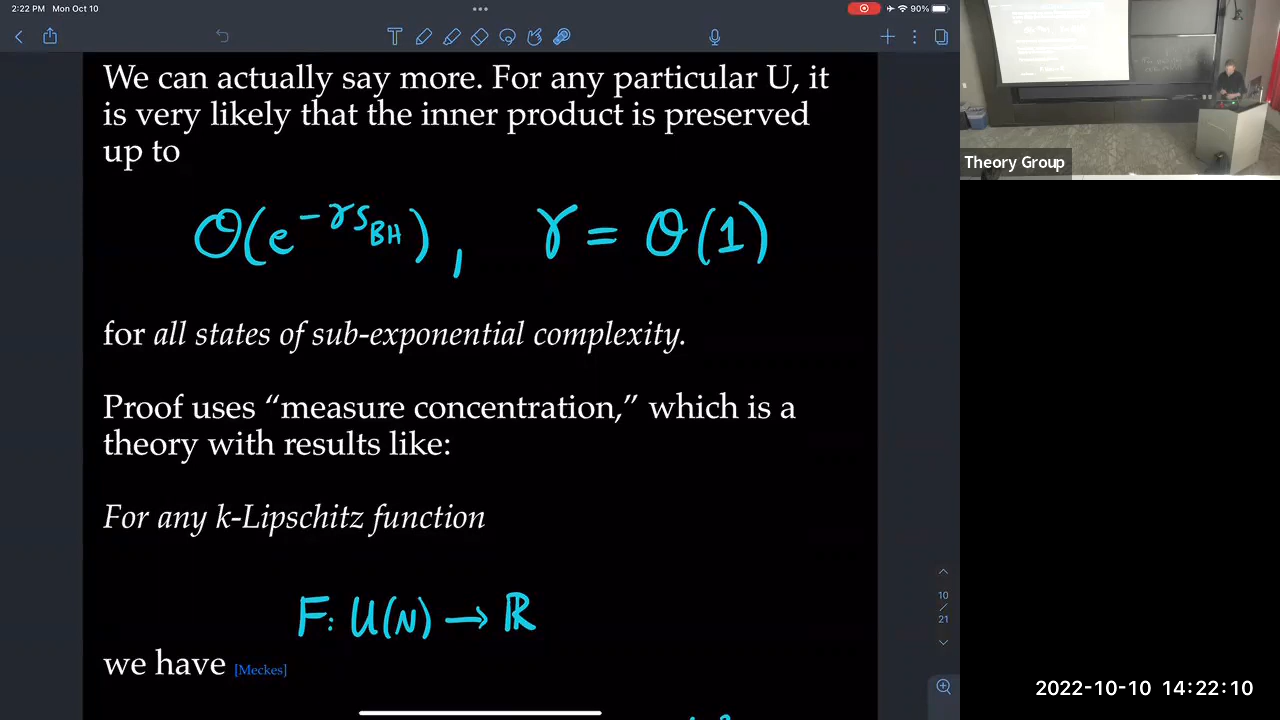 2:22 PM Mon Oct 10
90%
We can actually say more. For any particular U, it
is very likely that the inner product is preserved
up to
O(e^{-γS_{BH}}), γ = O(1)
for all states of sub-exponential complexity.
Proof uses “measure concentration,” which is a
theory with results like:
For any k-Lipschitz function
F: U(N) → ℝ
we have [Meckes]
10
/
21
Theory Group
2022-10-10 14:22:10